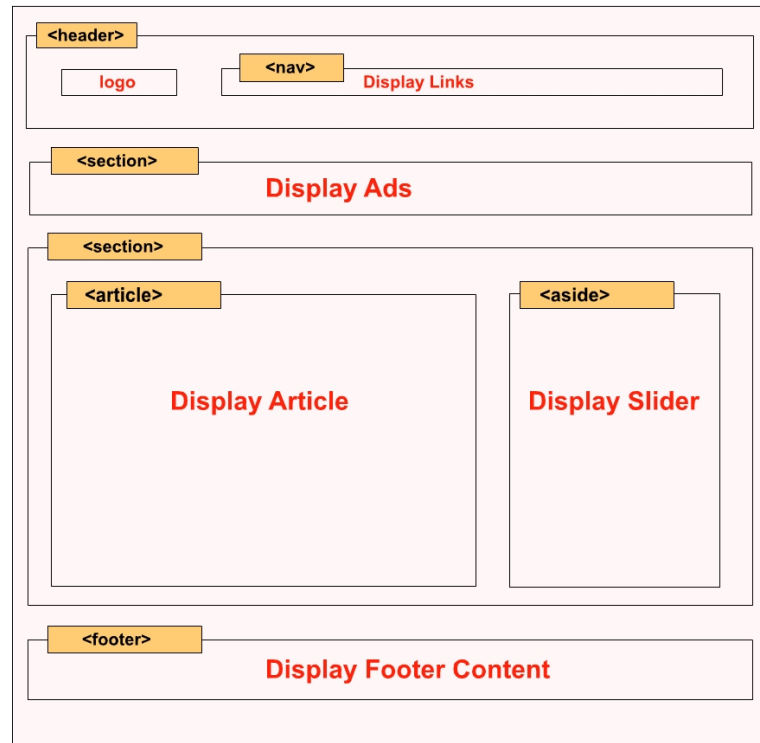 <header>
<nav>
logo
Display Links
<section>
Display Ads
<section>
<article>
<aside>
Display Article
Display Slider
<footer>
Display Footer Content